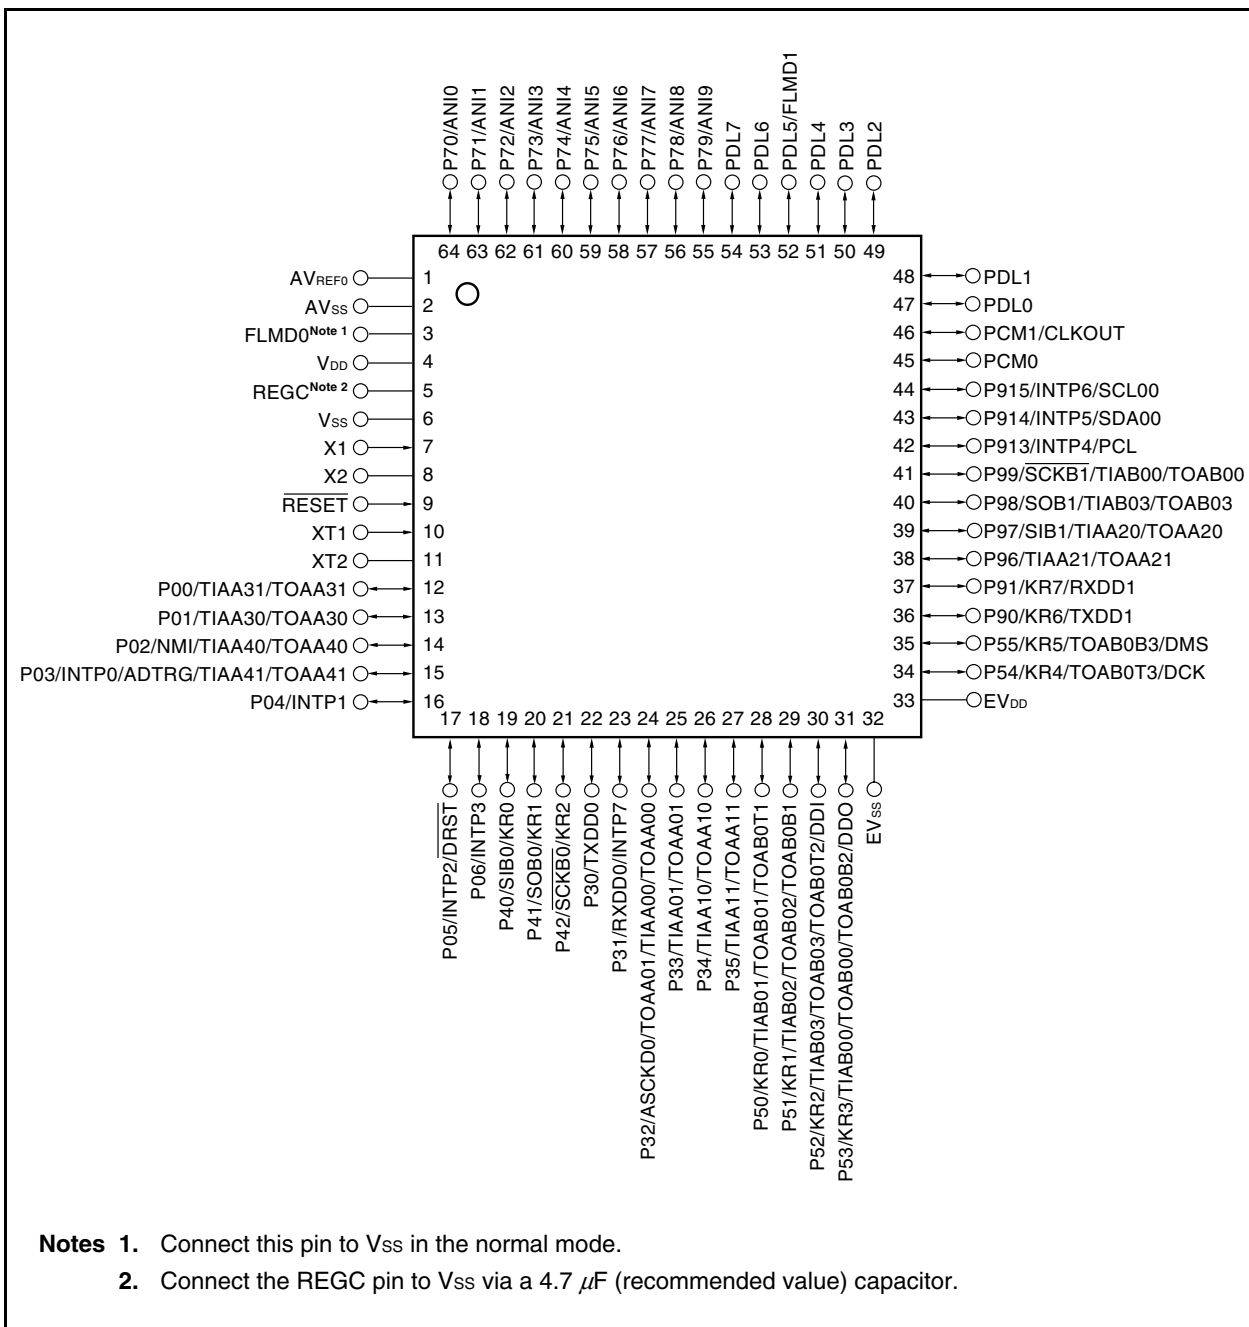 P70/ANI0
P71/ANI1
P72/ANI2
P73/ANI3
P74/ANI4
P75/ANI5
P76/ANI6
P77/ANI7
P78/ANI8
P79/ANI9
PDL7
PDL6
PDL5/FLMD1
PDL4
PDL3
PDL2
64 63 62 61 60 59 58 57 56 55 54 53 52 51 50 49
AVREF0 1
AVSS 2
FLMD0Note 1 3
VDD 4
REGCNote 2 5
VSS 6
X1 7
X2 8
RESET 9
XT1 10
XT2 11
P00/TIAA31/TOAA31 12
P01/TIAA30/TOAA30 13
P02/NMI/TIAA40/TOAA40 14
P03/INTP0/ADTRG/TIAA41/TOAA41 15
P04/INTP1 16
48 PDL1
47 PDL0
46 PCM1/CLKOUT
45 PCM0
44 P915/INTP6/SCL00
43 P914/INTP5/SDA00
42 P913/INTP4/PCL
41 P99/SCKB1/TIAB00/TOAB00
40 P98/SOB1/TIAB03/TOAB03
39 P97/SIB1/TIAA20/TOAA20
38 P96/TIAA21/TOAA21
37 P91/KR7/RXDD1
36 P90/KR6/TXDD1
35 P55/KR5/TOAB0B3/DMS
34 P54/KR4/TOAB0T3/DCK
33 EVDD
17 18 19 20 21 22 23 24 25 26 27 28 29 30 31 32
P05/INTP2/DRST
P06/INTP3
P40/SIB0/KR0
P41/SOB0/KR1
P42/SCKB0/KR2
P30/TXDD0
P31/RXDD0/INTP7
P32/ASCKD0/TOAA01/TIAA00/TOAA00
P33/TIAA01/TOAA01
P34/TIAA10/TOAA10
P35/TIAA11/TOAA11
P50/KR0/TIAB01/TOAB01/TOAB0T1
P51/KR1/TIAB02/TOAB02/TOAB0B1
P52/KR2/TIAB03/TOAB03/TOAB0T2/DDI
P53/KR3/TIAB00/TOAB00/TOAB0B2/DDO
EVSS
Notes 1. Connect this pin to VSS in the normal mode.
2. Connect the REGC pin to VSS via a 4.7 μF (recommended value) capacitor.